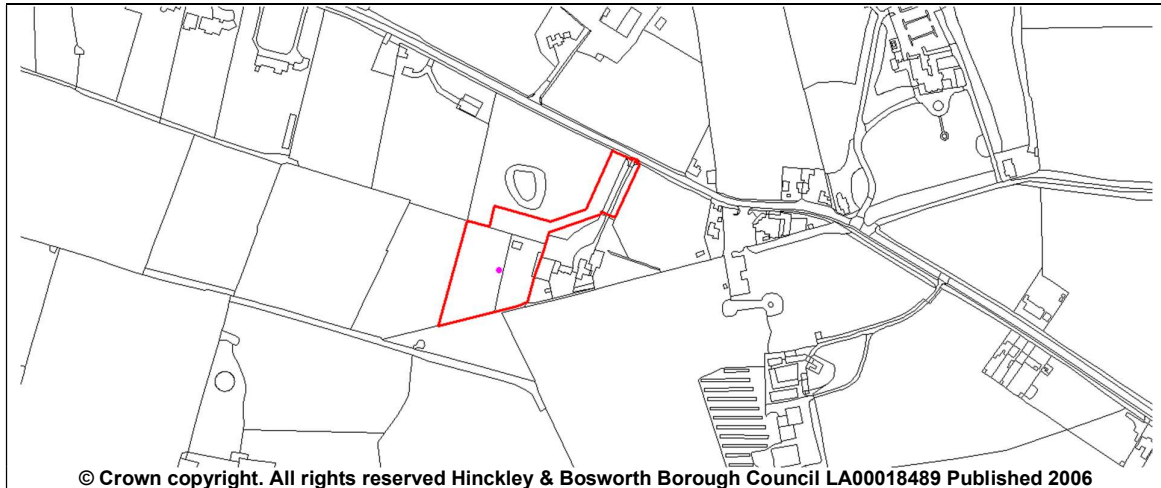 © Crown copyright. All rights reserved Hinckley & Bosworth Borough Council LA00018489 Published 2006